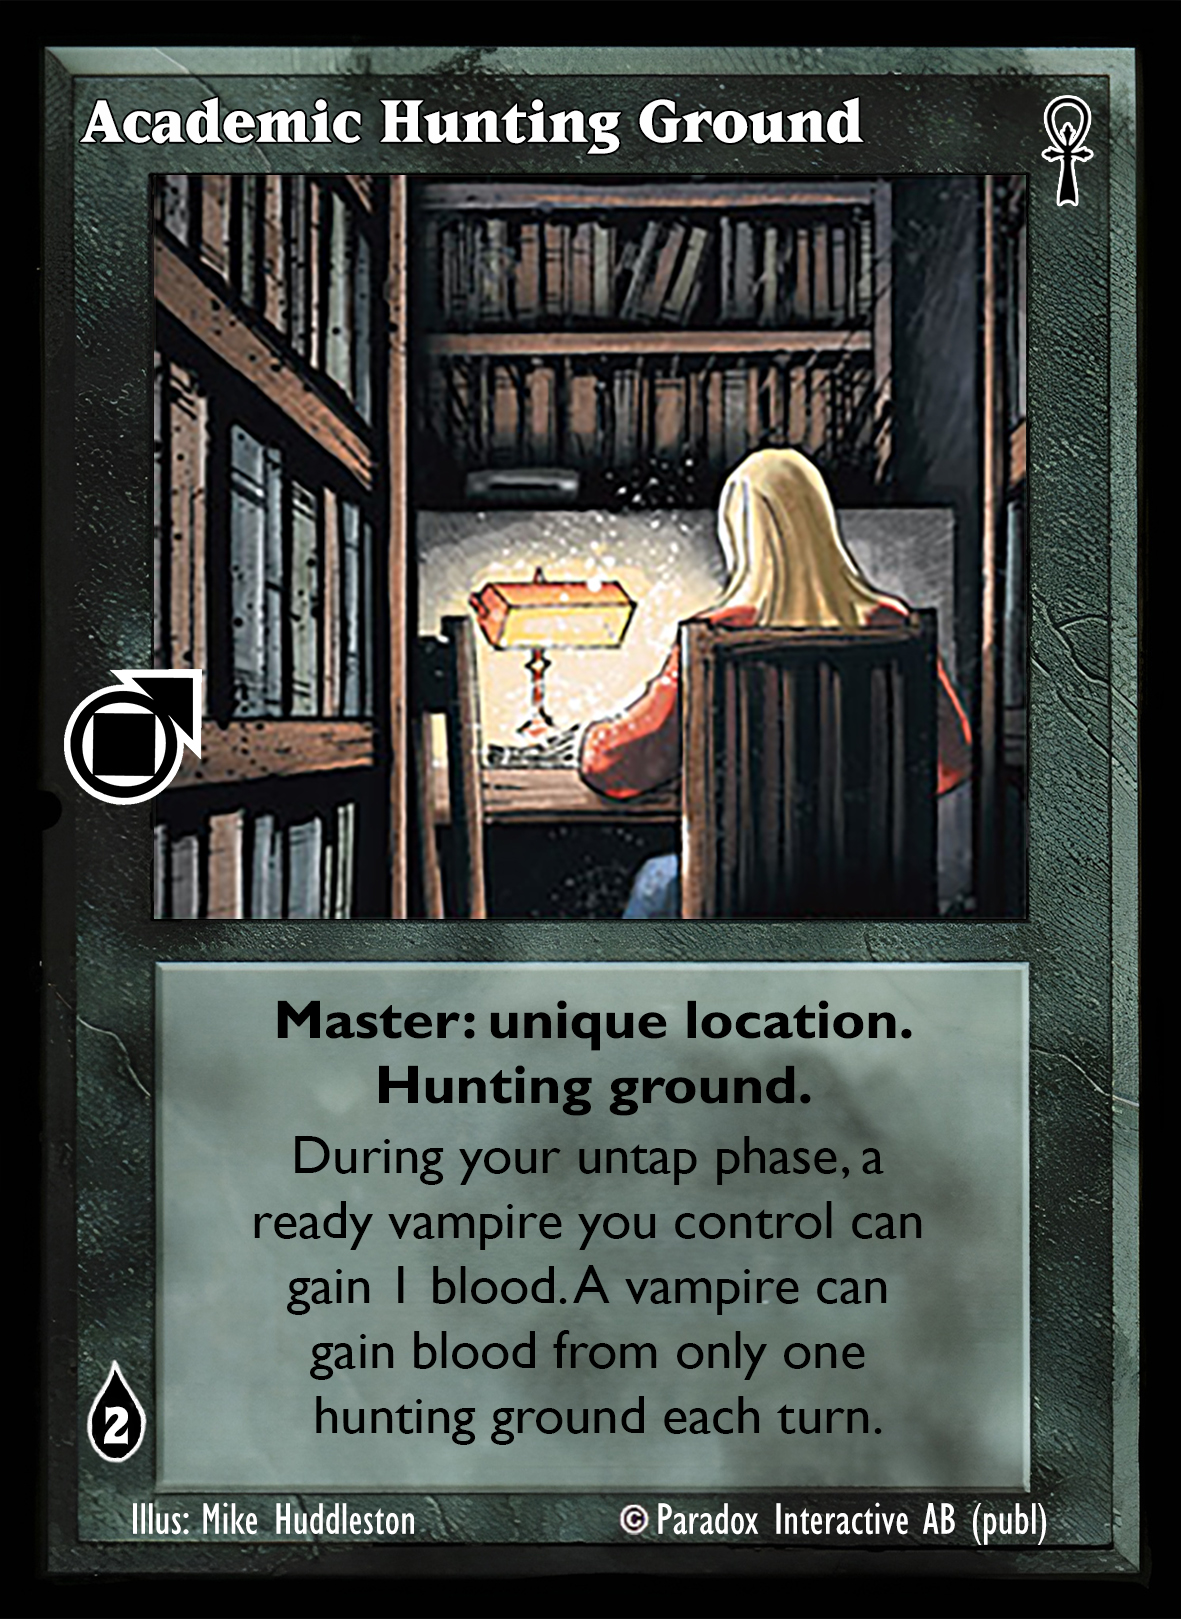 Academic Hunting Ground
Master: unique location.
Hunting ground.
During your untap phase, a
ready vampire you control can
gain 1 blood. A vampire can
gain blood from only one
hunting ground each turn.
2
Illus: Mike Huddleston
© Paradox Interactive AB (publ)